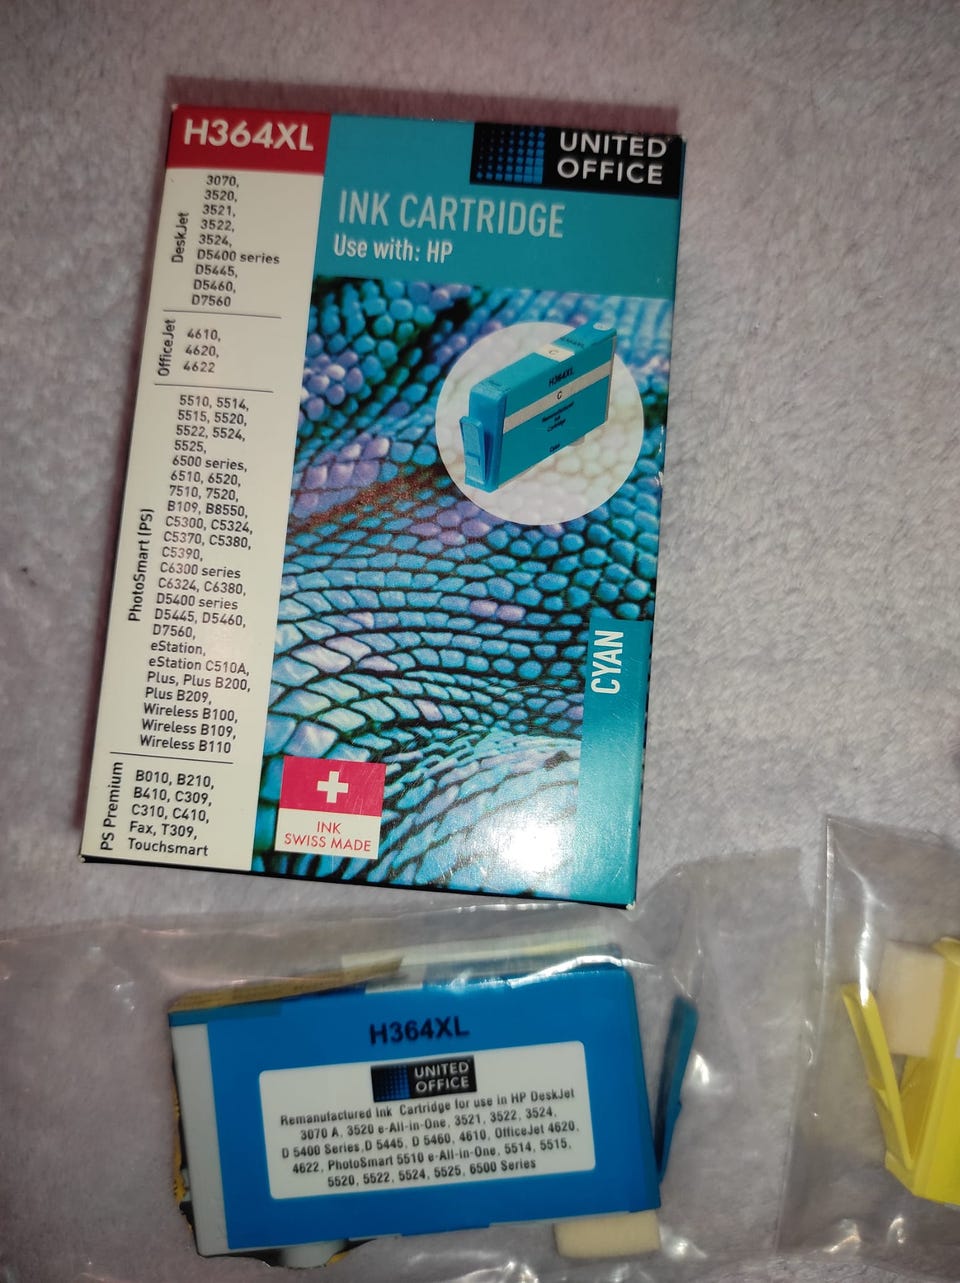 H364XL
UNITED
OFFICE
INK CARTRIDGE
Use with: HP
DeskJet
3070,
3520,
3521,
3522,
3524,
D5400 series
D5445,
D5460,
D7560
OfficeJet
4610,
4620,
4622
PhotoSmart (PS)
5510, 5514,
5515, 5520,
5522, 5524,
5525,
6500 series,
6510, 6520,
7510, 7520,
B109, B8550,
C5300, C5324,
C5370, C5380,
C5390,
C6300 series
C6324, C6380,
D5400 series
D5445, D5460,
D7560,
eStation,
eStation C510A,
Plus, Plus B200,
Plus B209,
Wireless B100,
Wireless B109,
Wireless B110
PS Premium
B010, B210,
B410, C309,
C310, C410,
Fax, T309,
Touchsmart
C
H364XL
C
Remanufactured
Ink
Cartridge
Cyan
CYAN
INK
SWISS MADE
H364XL
UNITED
OFFICE
Remanufactured Ink Cartridge for use in HP DeskJet
3070 A, 3520 e-All-in-One, 3521, 3522, 3524,
D 5400 Series,D 5445, D 5460, 4610, OfficeJet 4620,
4622, PhotoSmart 5510 e-All-in-One, 5514, 5515,
5520, 5522, 5524, 5525, 6500 Series